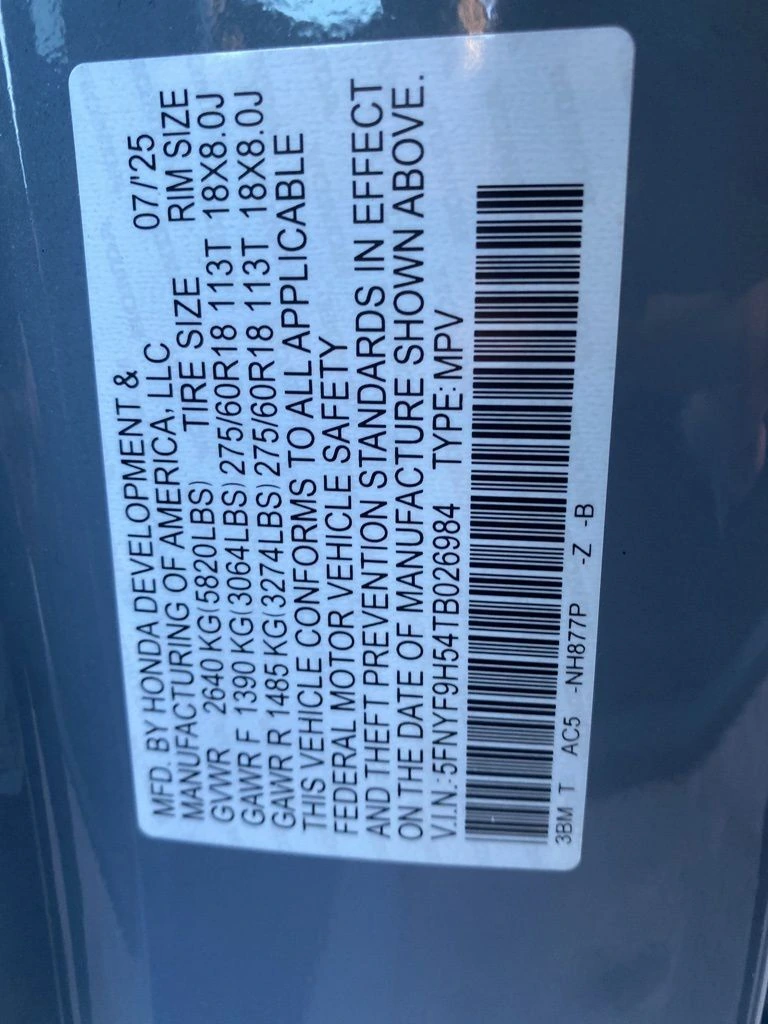 MFD. BY HONDA DEVELOPMENT &
MANUFACTURING OF AMERICA, LLC 07/'25
GVWR 2640 KG(5820LBS) TIRE SIZE RIM SIZE
GAWR F 1390 KG(3064LBS) 275/60R18 113T 18X8.0J
GAWR R 1485 KG(3274LBS) 275/60R18 113T 18X8.0J
THIS VEHICLE CONFORMS TO ALL APPLICABLE
FEDERAL MOTOR VEHICLE SAFETY
AND THEFT PREVENTION STANDARDS IN EFFECT
ON THE DATE OF MANUFACTURE SHOWN ABOVE.
V.I.N.:5FNYF9H54TB026984 TYPE: MPV
3BM T AC5 -NH877P -Z -B